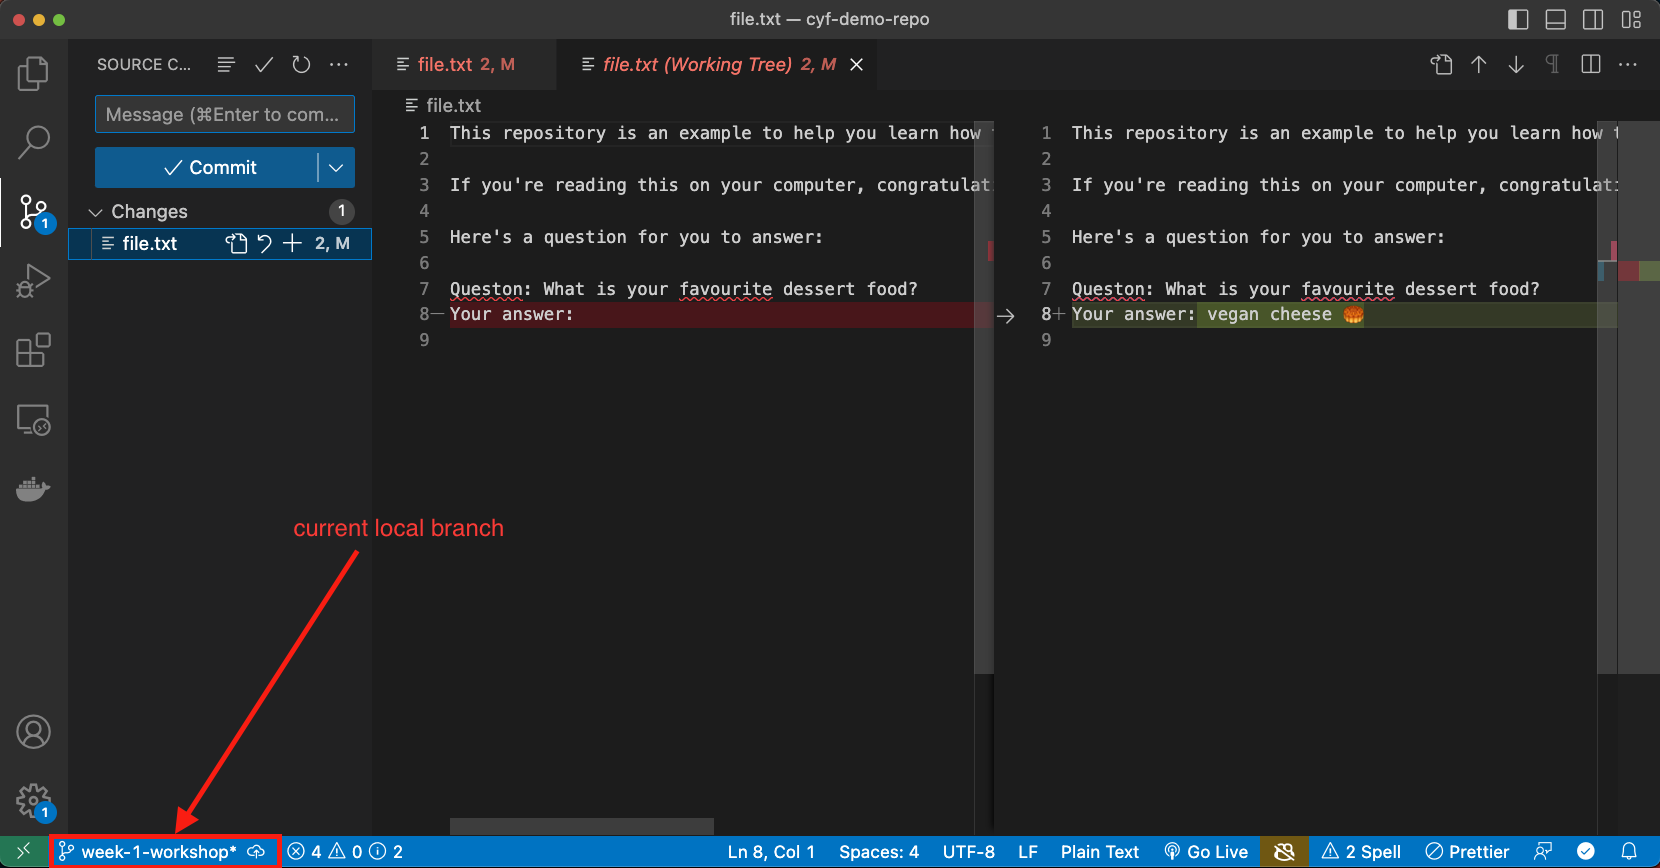 file.txt — cyf-demo-repo
SOURCE C...
Message (⌘Enter to com...
Commit
Changes 1
file.txt 2, M
1
1
file.txt 2, M
file.txt (Working Tree) 2, M
file.txt
1 This repository is an example to help you learn how
2
3 If you're reading this on your computer, congratulati
4
5 Here's a question for you to answer:
6
7 Queston: What is your favourite dessert food?
8 Your answer:
9
1 This repository is an example to help you learn how t
2
3 If you're reading this on your computer, congratulati
4
5 Here's a question for you to answer:
6
7 Queston: What is your favourite dessert food?
8+ Your answer: vegan cheese 🥮
9
current local branch
week-1-workshop* 4 0 2 Ln 8, Col 1 Spaces: 4 UTF-8 LF Plain Text Go Live 2 Spell Prettier